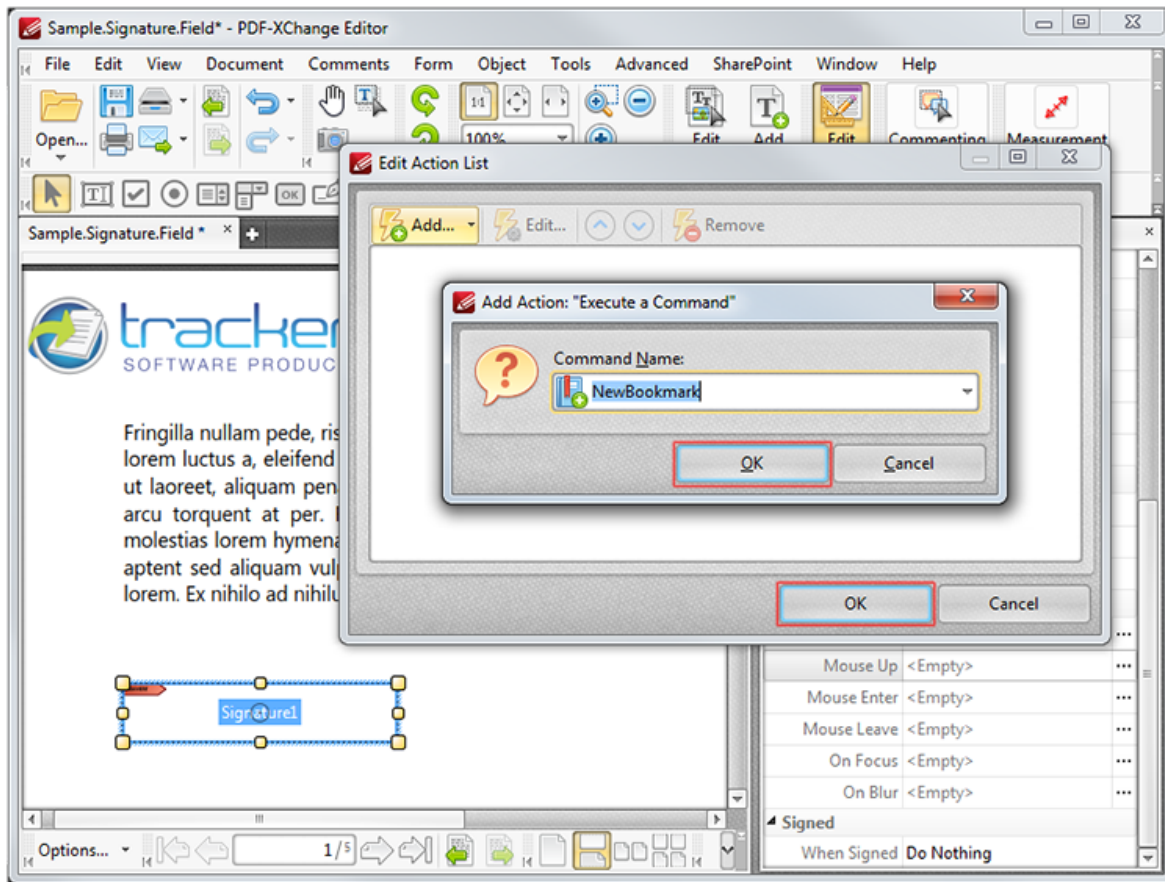 Sample.Signature.Field* - PDF-XChange Editor
File Edit View Document Comments Form Object Tools Advanced SharePoint Window Help
Open...
1:1
100%
Edit Add Edit Commenting Measurement
OK
Sample.Signature.Field *
tracker
SOFTWARE PRODUC
Fringilla nullam pede, ris
lorem luctus a, eleifend
ut laoreet, aliquam pen
arcu torquent at per.
molestias lorem hymena
aptent sed aliquam vulp
lorem. Ex nihilo ad nihilu
Signature1
Options...
1/5
Edit Action List
Add... Edit... Remove
Add Action: "Execute a Command"
Command Name:
NewBookmark
OK Cancel
OK Cancel
Mouse Up <Empty>
Mouse Enter <Empty>
Mouse Leave <Empty>
On Focus <Empty>
On Blur <Empty>
Signed
When Signed Do Nothing